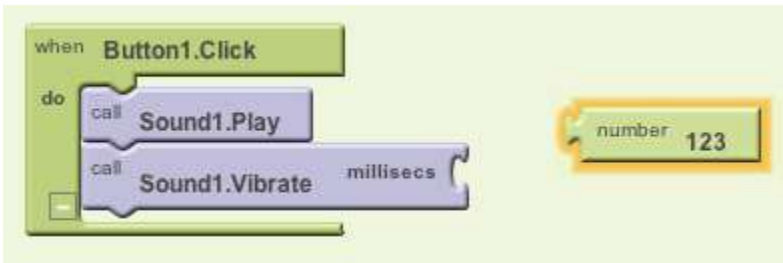 when Button1.Click
do
call Sound1.Play
call Sound1.Vibrate millisecs
number 123